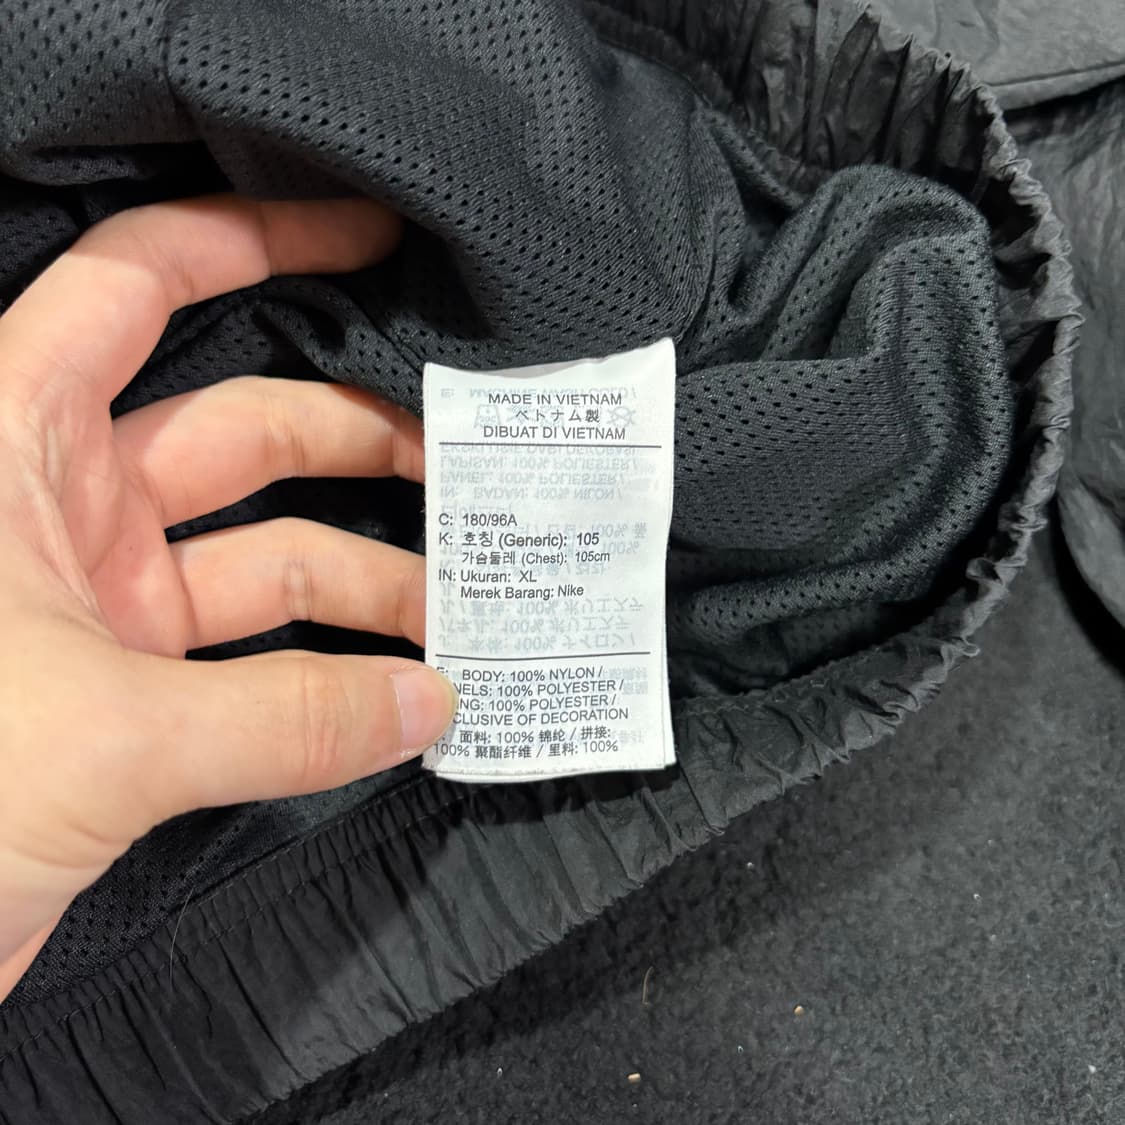 MADE IN VIETNAM
ベトナム製
DIBUAT DI VIETNAM
C: 180/96A
K: 호칭 (Generic): 105
가슴둘레 (Chest): 105cm
IN: Ukuran: XL
Merek Barang: Nike
BODY: 100% NYLON /
NELS: 100% POLYESTER /
NG: 100% POLYESTER /
CLUSIVE OF DECORATION
面料: 100% 锦纶 / 拼接:
100% 聚酯纤维 / 里料: 100%